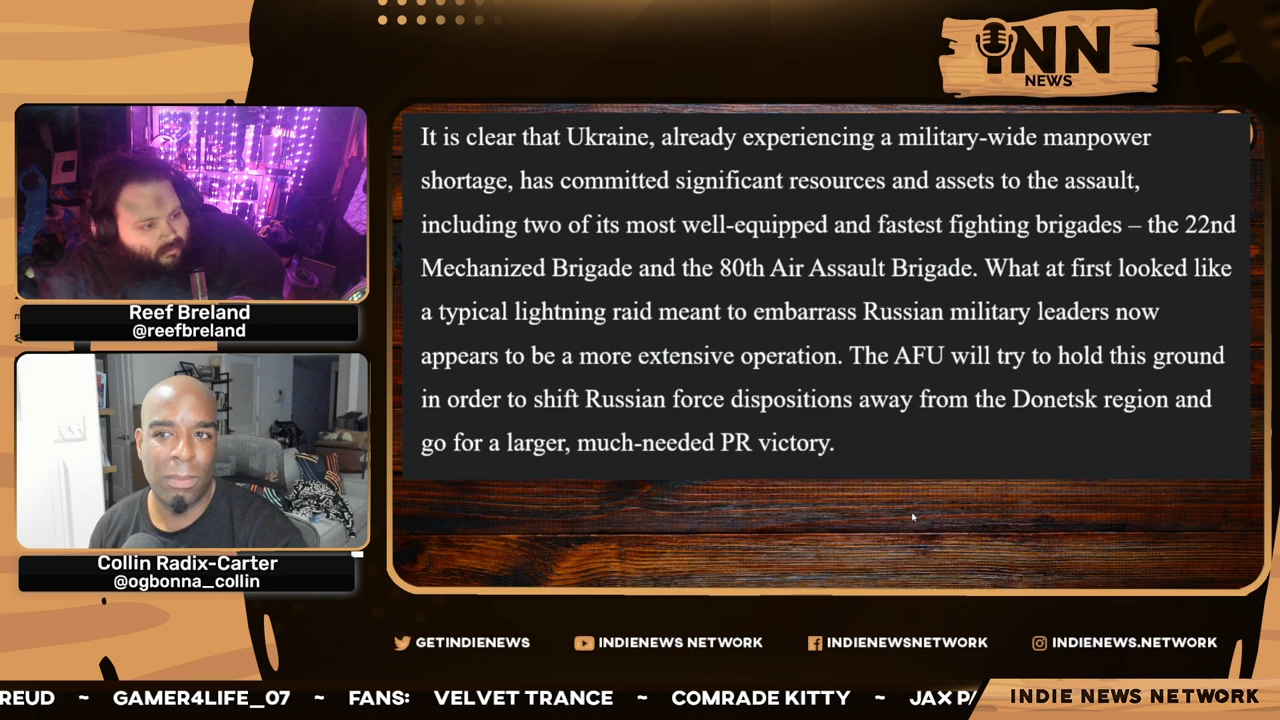 iNN
NEWS
It is clear that Ukraine, already experiencing a military-wide manpower
shortage, has committed significant resources and assets to the assault,
including two of its most well-equipped and fastest fighting brigades – the 22nd
Mechanized Brigade and the 80th Air Assault Brigade. What at first looked like
a typical lightning raid meant to embarrass Russian military leaders now
appears to be a more extensive operation. The AFU will try to hold this ground
in order to shift Russian force dispositions away from the Donetsk region and
go for a larger, much-needed PR victory.
Reef Breland
@reefbreland
Collin Radix-Carter
@ogbonna_collin
GETINDIENEWS
INDIENEWS NETWORK
INDIENEWSNETWORK
INDIENEWS.NETWORK
REUD ~ GAMER4LIFE_07 ~ FANS: VELVET TRANCE ~ COMRADE KITTY ~ JAX
INDIE NEWS NETWORK